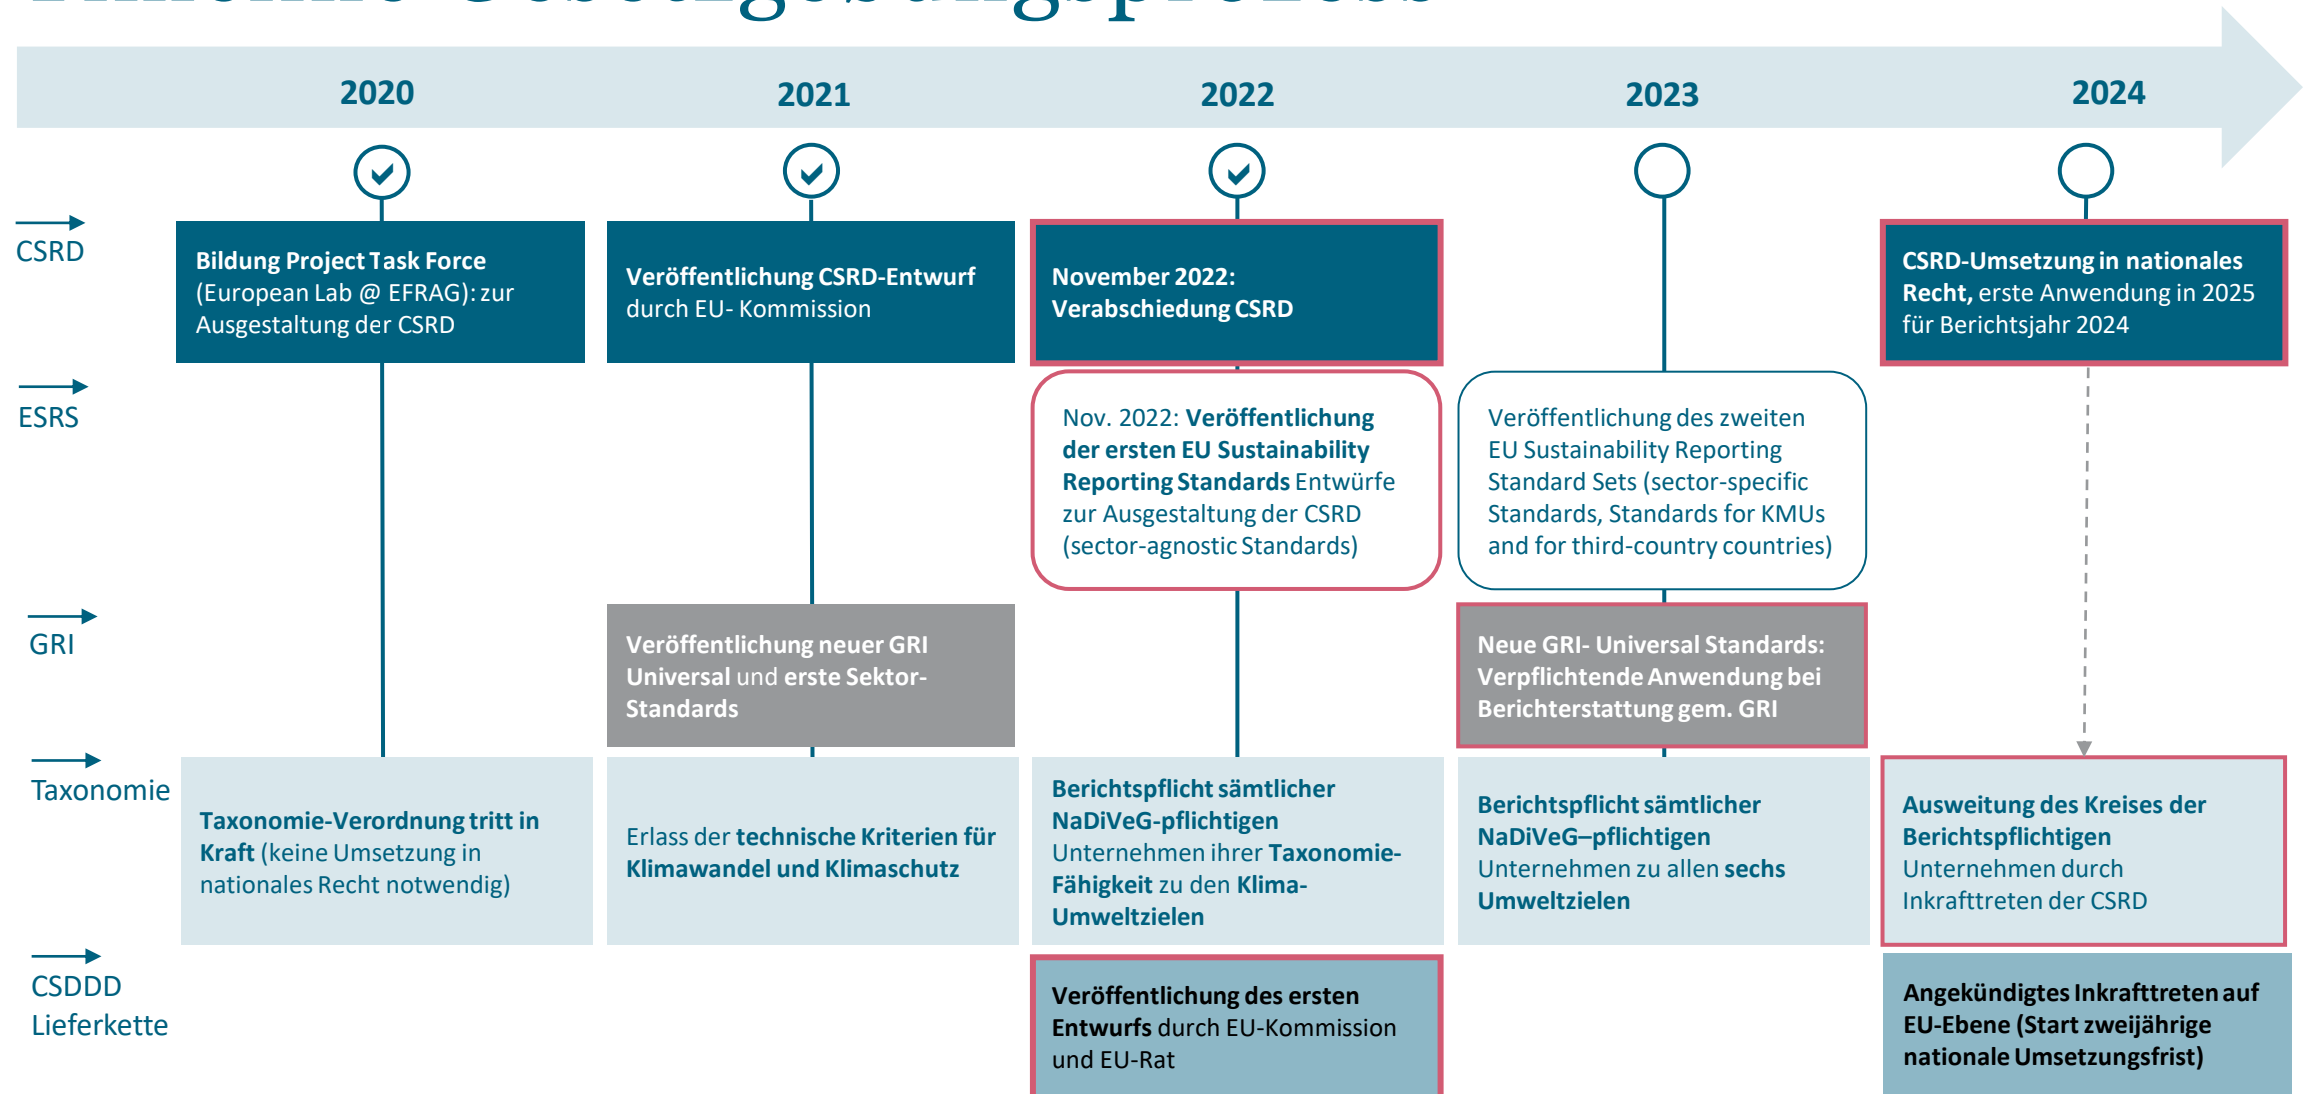 2020
2021
2022
2023
2024
CSRD
Bildung Project Task Force
(European Lab @ EFRAG): zur
Ausgestaltung der CSRD
Veröffentlichung CSRD-Entwurf
durch EU- Kommission
November 2022:
Verabschiedung CSRD
CSRD-Umsetzung in nationales
Recht, erste Anwendung in 2025
für Berichtsjahr 2024
ESRS
Nov. 2022: Veröffentlichung
der ersten EU Sustainability
Reporting Standards Entwürfe
zur Ausgestaltung der CSRD
(sector-agnostic Standards)
Veröffentlichung des zweiten
EU Sustainability Reporting
Standard Sets (sector-specific
Standards, Standards for KMUs
and for third-country countries)
GRI
Veröffentlichung neuer GRI
Universal und erste Sektor-
Standards
Neue GRI- Universal Standards:
Verpflichtende Anwendung bei
Berichterstattung gem. GRI
Taxonomie
Taxonomie-Verordnung tritt in
Kraft (keine Umsetzung in
nationales Recht notwendig)
Erlass der technische Kriterien für
Klimawandel und Klimaschutz
Berichtspflicht sämtlicher
NaDiVeG-pflichtigen
Unternehmen ihrer Taxonomie-
Fähigkeit zu den Klima-
Umweltzielen
Berichtspflicht sämtlicher
NaDiVeG–pflichtigen
Unternehmen zu allen sechs
Umweltzielen
Ausweitung des Kreises der
Berichtspflichtigen
Unternehmen durch
Inkrafttreten der CSRD
CSDDD
Lieferkette
Veröffentlichung des ersten
Entwurfs durch EU-Kommission
und EU-Rat
Angekündigtes Inkrafttreten auf
EU-Ebene (Start zweijährige
nationale Umsetzungsfrist)